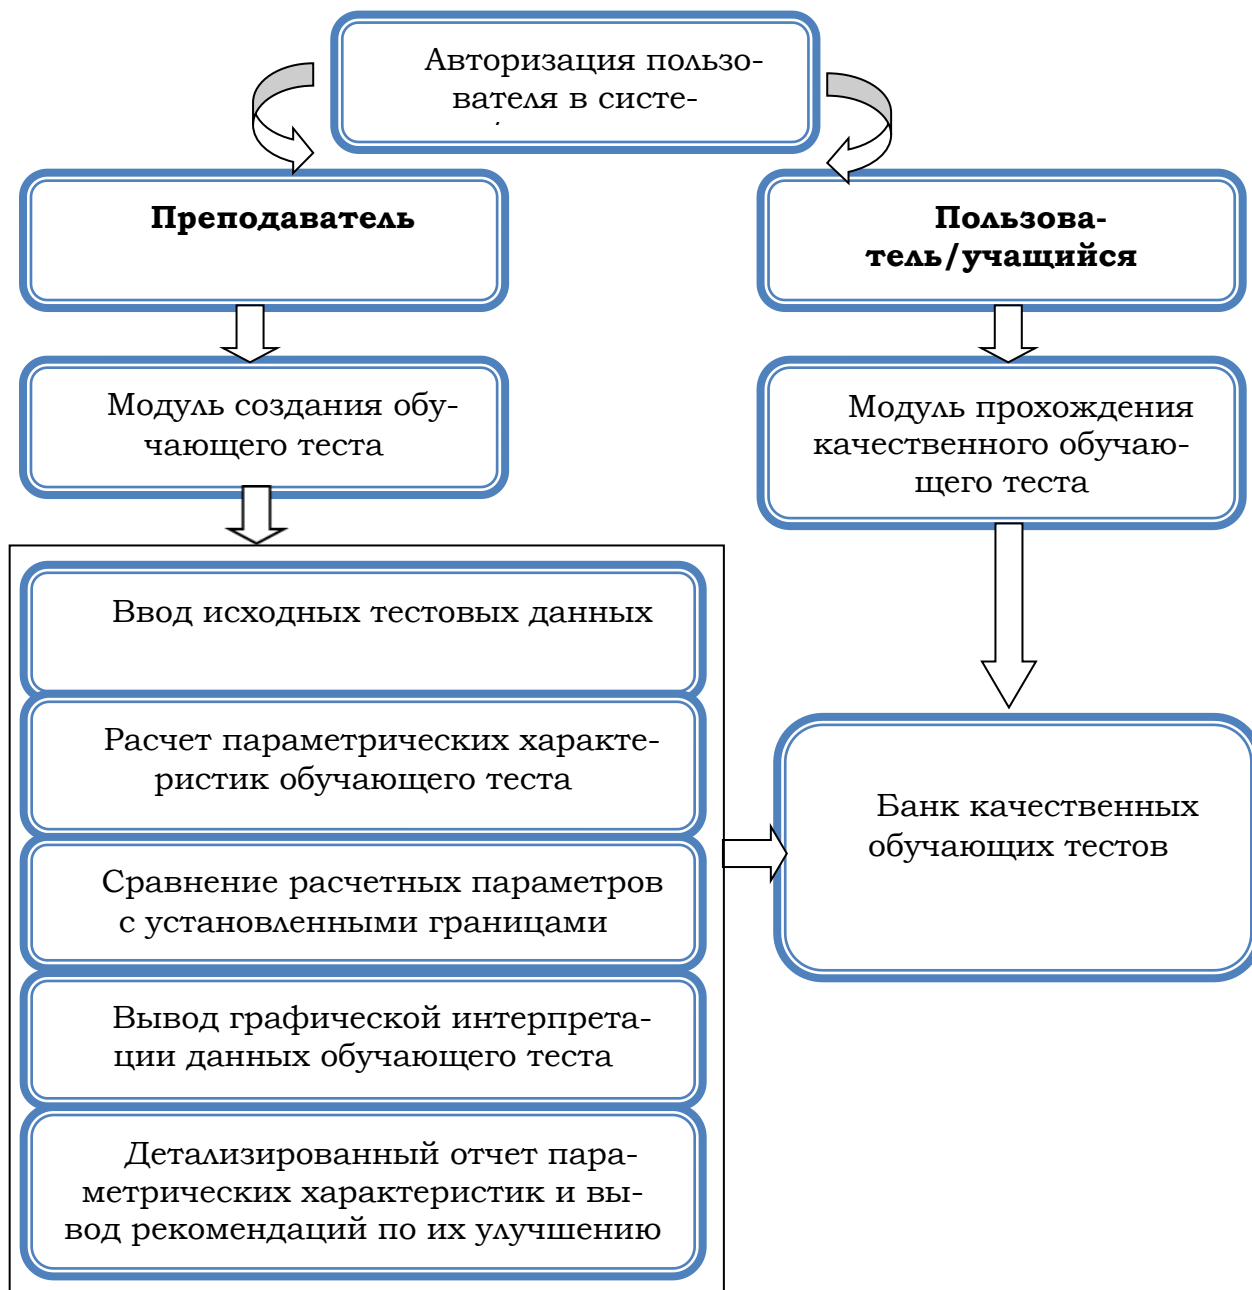 Авторизация пользо-
вателя в систе-
Преподаватель
Пользова-
тель/учащийся
Модуль создания обу-
чающего теста
Модуль прохождения
качественного обучаю-
щего теста
Ввод исходных тестовых данных
Расчет параметрических характе-
ристик обучающего теста
Сравнение расчетных параметров
с установленными границами
Вывод графической интерпрета-
ции данных обучающего теста
Детализированный отчет пара-
метрических характеристик и вы-
вод рекомендаций по их улучшению
Банк качественных
обучающих тестов